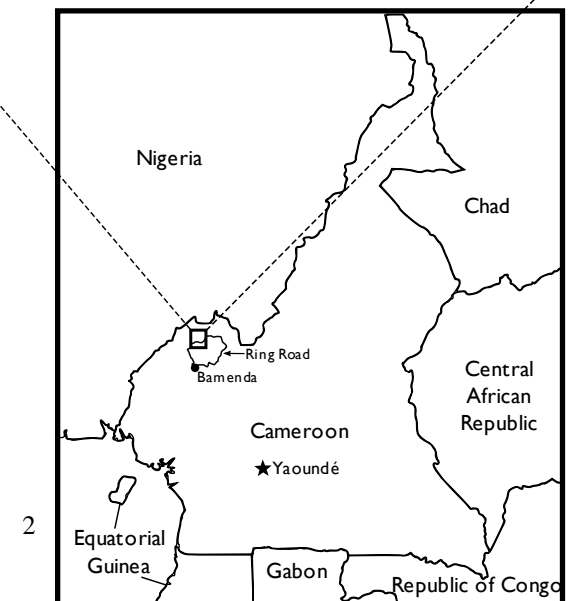 Nigeria
Chad
Ring Road
Bamenda
Central
African
Republic
Cameroon
Yaoundé
2
Equatorial
Guinea
Gabon
Republic of Congo